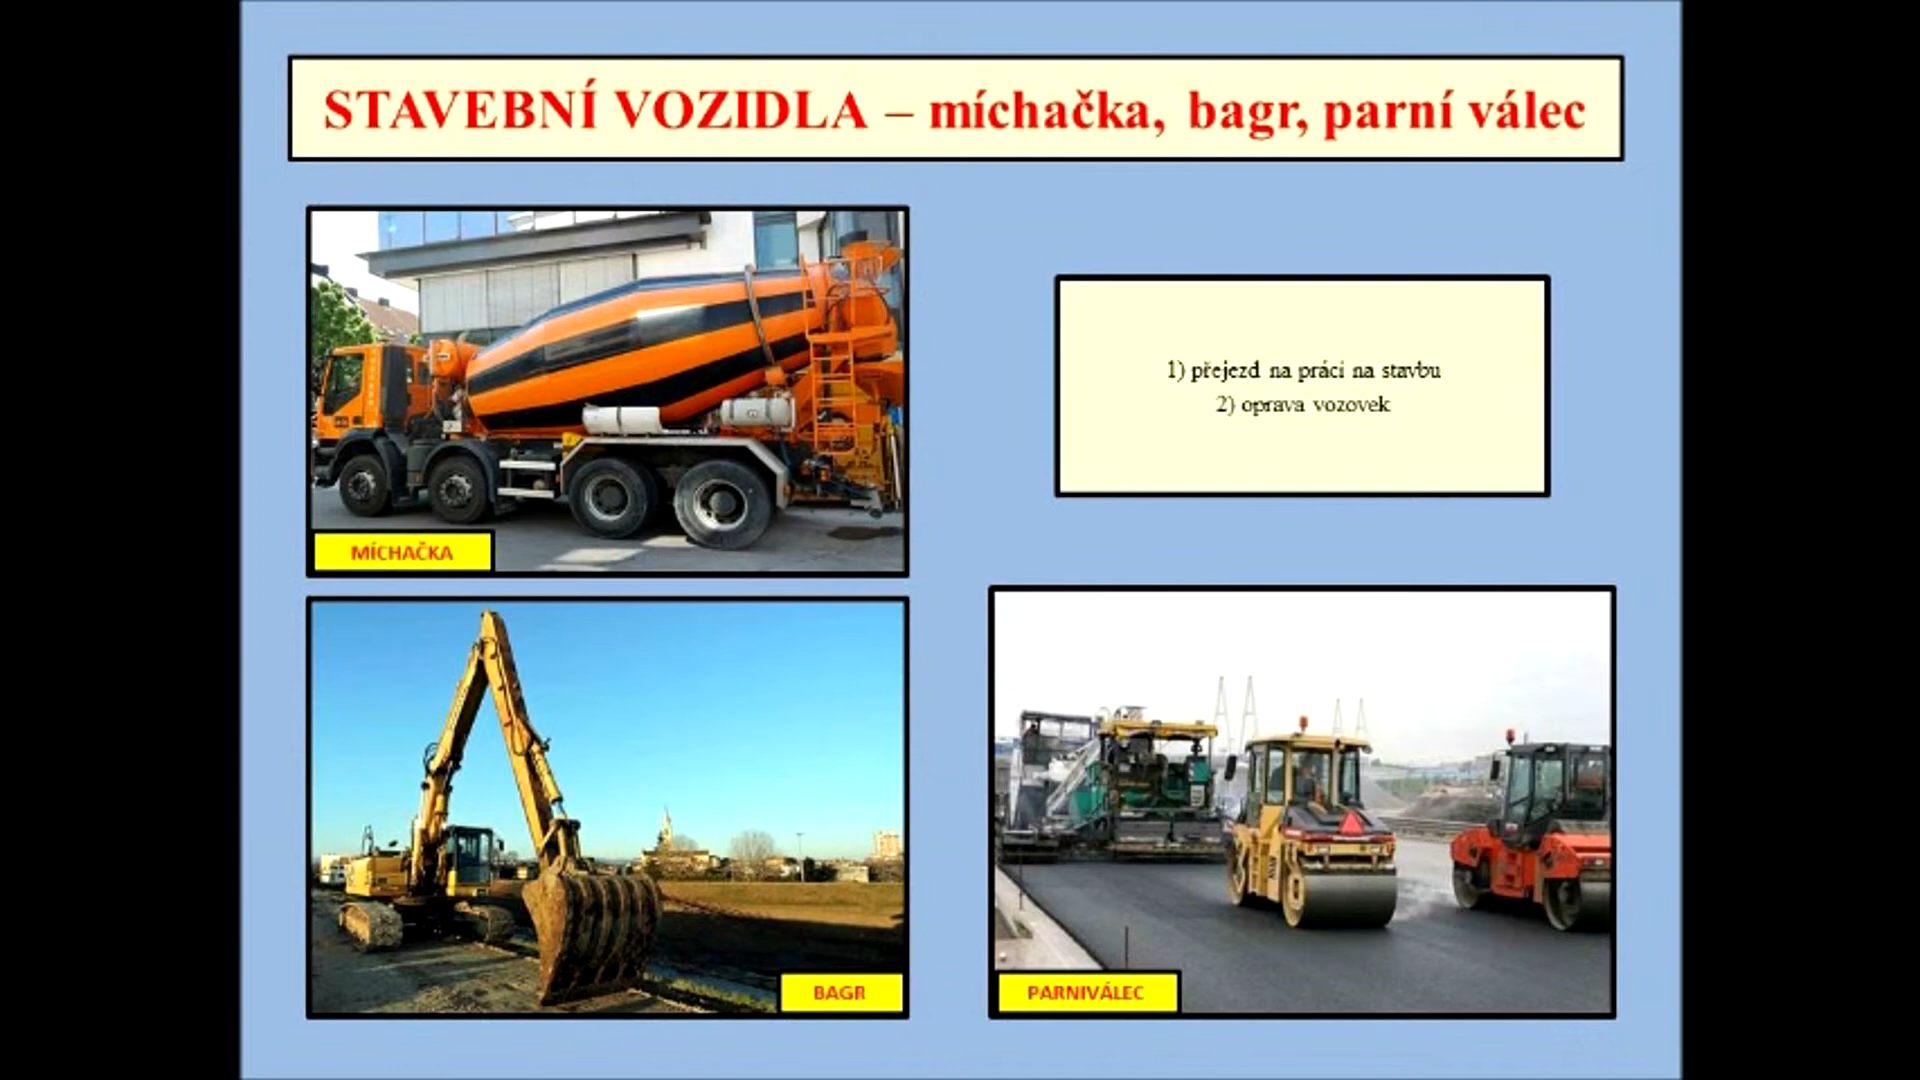 STAVEBNÍ VOZIDLA – míchačka, bagr, parní válec
1) přejezd na práci na stavbu
2) oprava vozovek
MÍCHAČKA
BAGR
PARNIVÁLEC